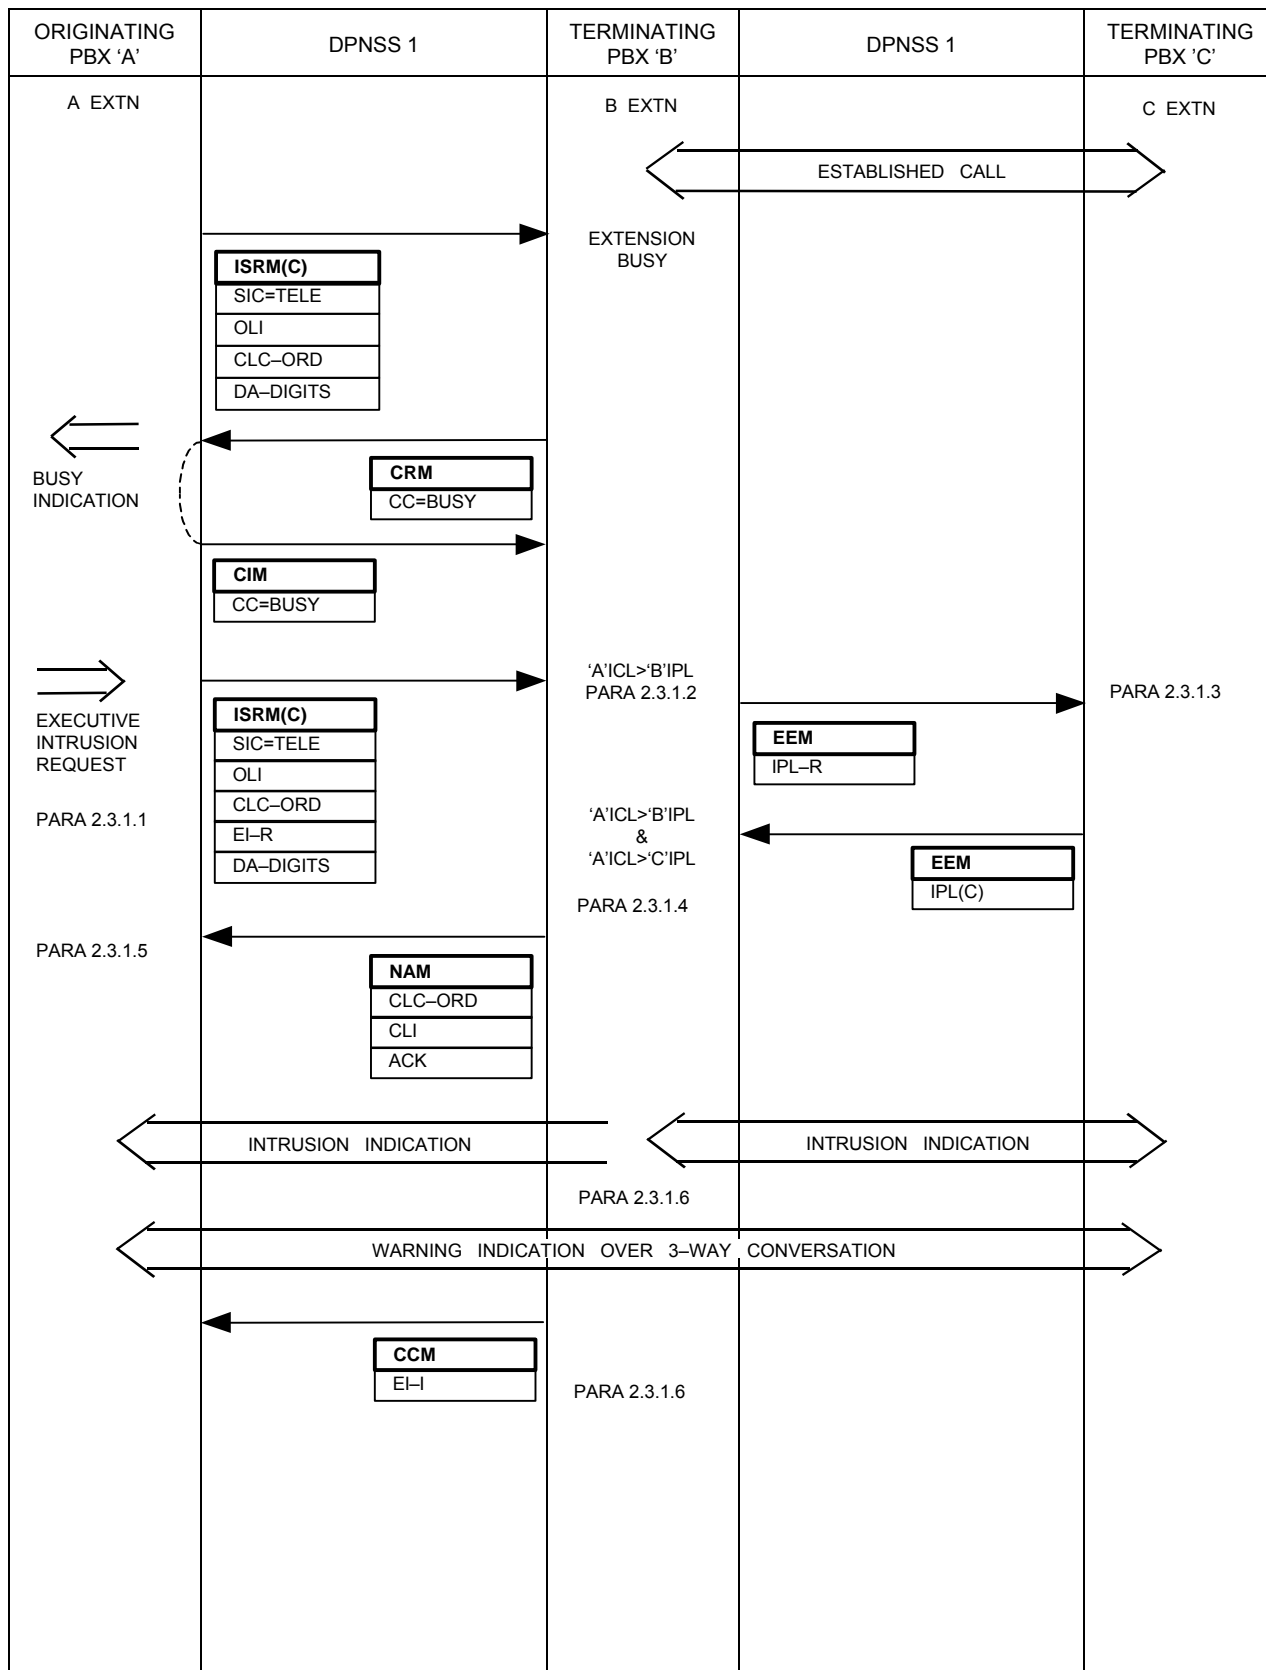 ORIGINATING
PBX ‘A’
DPNSS 1
TERMINATING
PBX ‘B’
DPNSS 1
TERMINATING
PBX ’C’
A EXTN
B EXTN
C EXTN
ESTABLISHED CALL
EXTENSION
BUSY
ISRM(C)
SIC=TELE
OLI
CLC–ORD
DA–DIGITS
BUSY
INDICATION
CRM
CC=BUSY
CIM
CC=BUSY
‘A’ICL>‘B’IPL
PARA 2.3.1.2
PARA 2.3.1.3
EXECUTIVE
INTRUSION
REQUEST
PARA 2.3.1.1
ISRM(C)
SIC=TELE
OLI
CLC–ORD
EI–R
DA–DIGITS
EEM
IPL–R
‘A’ICL>‘B’IPL
&
‘A’ICL>‘C’IPL
PARA 2.3.1.4
EEM
IPL(C)
PARA 2.3.1.5
NAM
CLC–ORD
CLI
ACK
INTRUSION INDICATION
INTRUSION INDICATION
PARA 2.3.1.6
WARNING INDICATION OVER 3–WAY CONVERSATION
CCM
EI–I
PARA 2.3.1.6